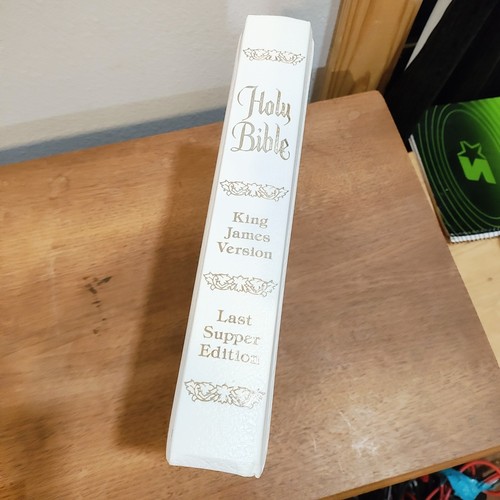 Holy
Bible
King
James
Version
Last
Supper
Edition